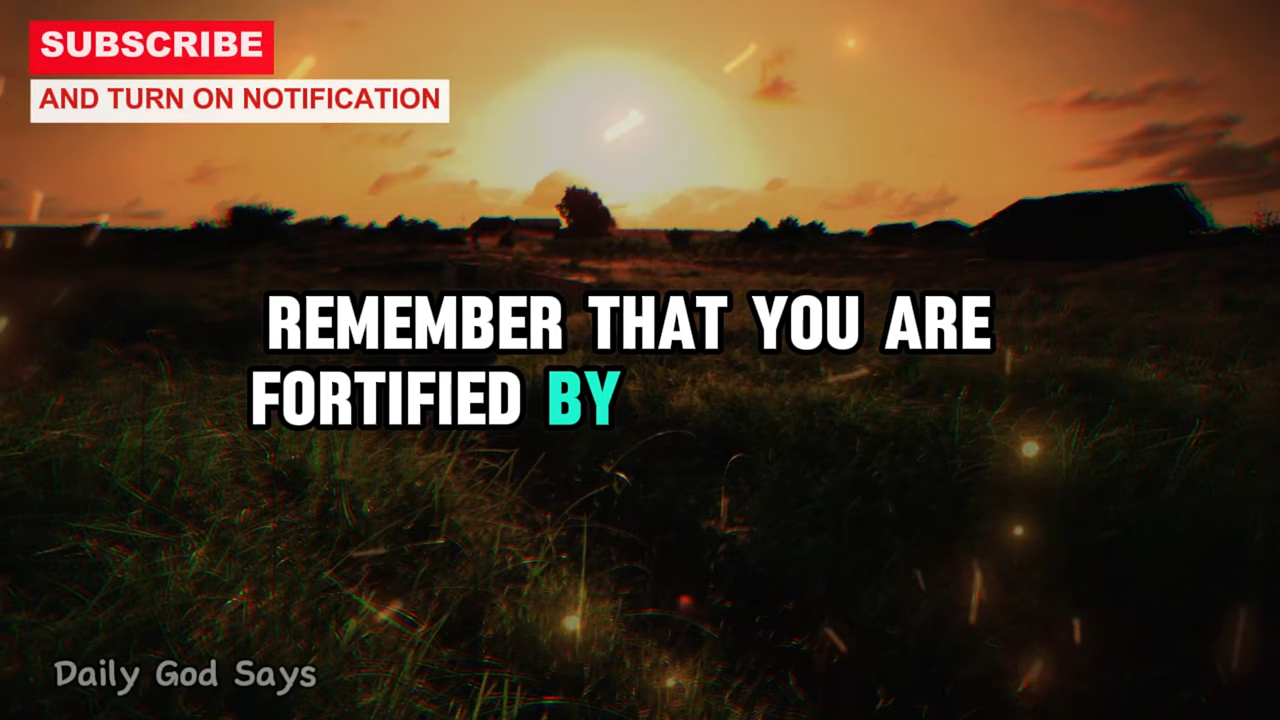 SUBSCRIBE
AND TURN ON NOTIFICATION
REMEMBER THAT YOU ARE
FORTIFIED BY
Daily God Says